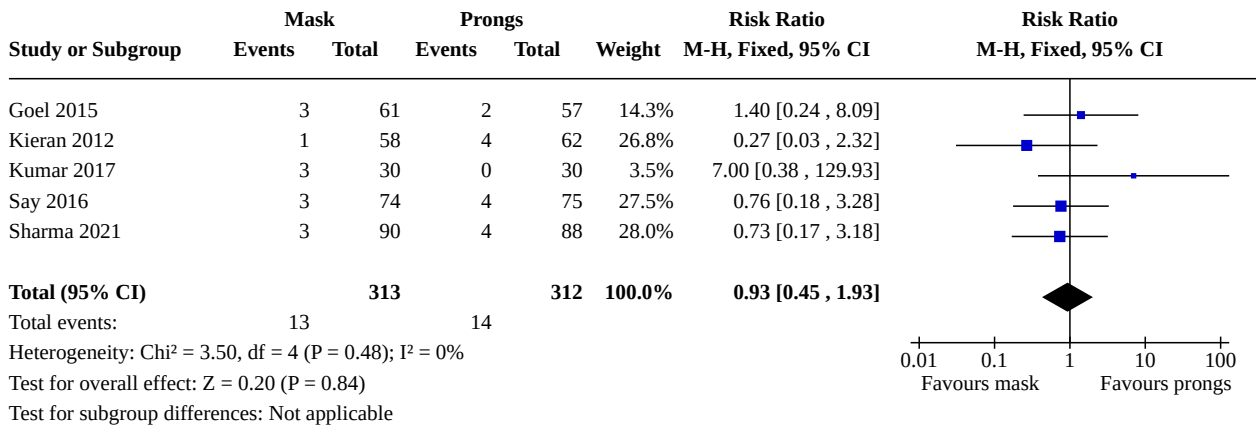 Mask Prongs Risk Ratio Risk Ratio
Study or Subgroup Events Total Events Total Weight M-H, Fixed, 95% CI M-H, Fixed, 95% CI
Goel 2015 3 61 2 57 14.3% 1.40 [0.24 , 8.09]
Kieran 2012 1 58 4 62 26.8% 0.27 [0.03 , 2.32]
Kumar 2017 3 30 0 30 3.5% 7.00 [0.38 , 129.93]
Say 2016 3 74 4 75 27.5% 0.76 [0.18 , 3.28]
Sharma 2021 3 90 4 88 28.0% 0.73 [0.17 , 3.18]
Total (95% CI) 313 312 100.0% 0.93 [0.45 , 1.93]
Total events: 13 14
Heterogeneity: Chi² = 3.50, df = 4 (P = 0.48); I² = 0%
Test for overall effect: Z = 0.20 (P = 0.84)
Test for subgroup differences: Not applicable
0.01 0.1 1 10 100
Favours mask Favours prongs